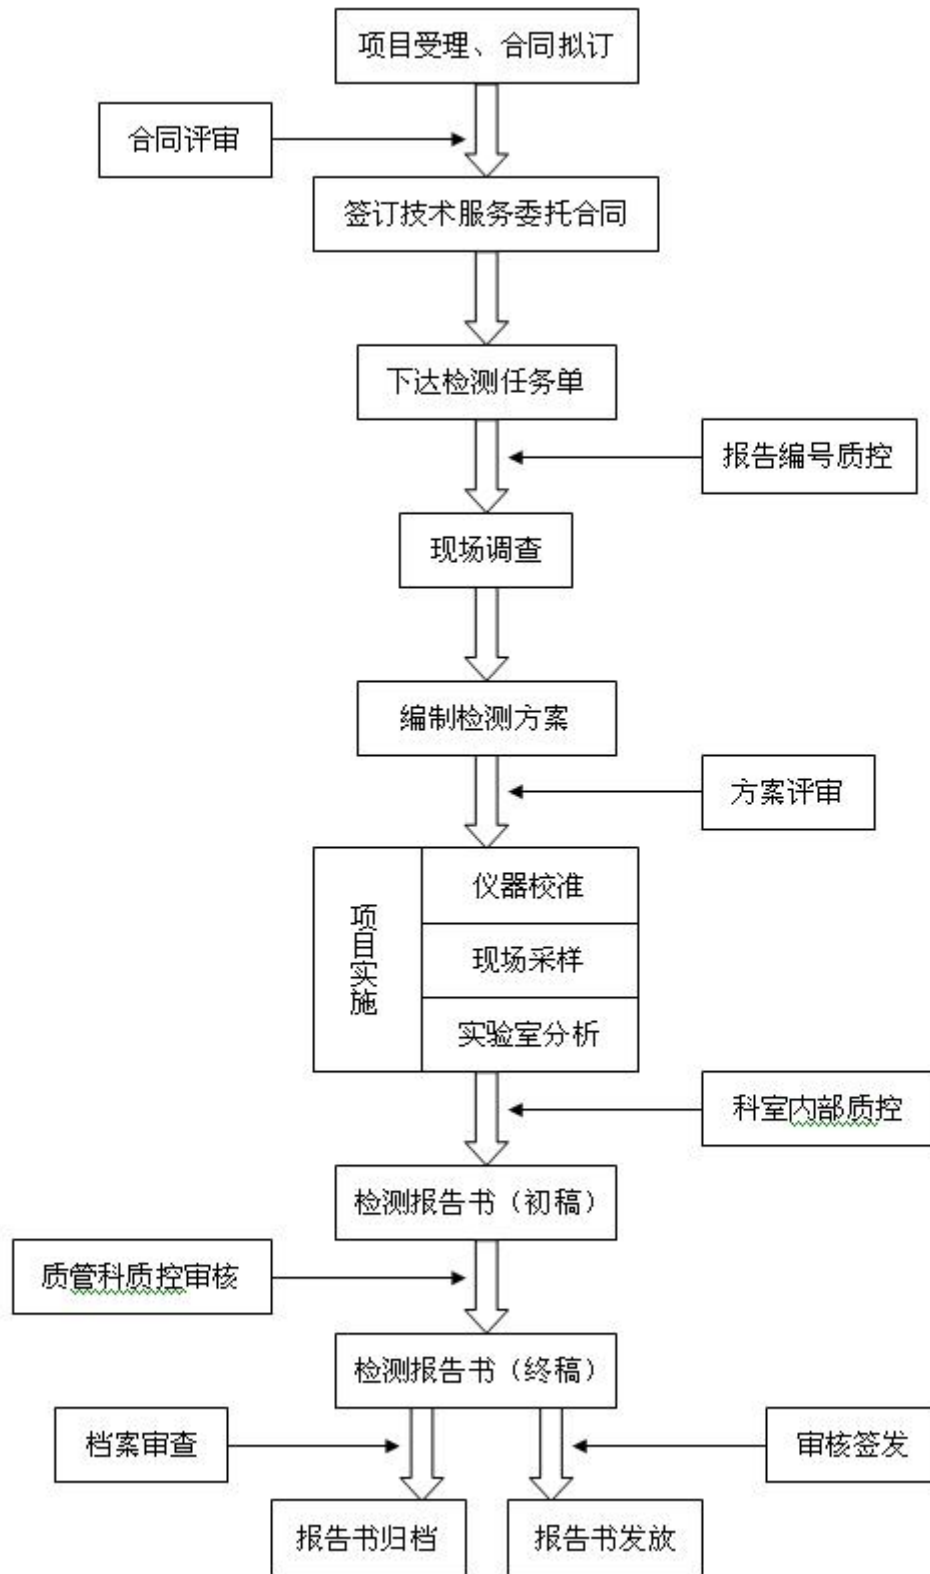 项目受理、合同拟订
合同评审
签订技术服务委托合同
下达检测任务单
报告编号质控
现场调查
编制检测方案
方案评审
项目实施
仪器校准
现场采样
实验室分析
科室内部质控
检测报告书（初稿）
质管科质控审核
检测报告书（终稿）
档案审查
审核签发
报告书归档
报告书发放